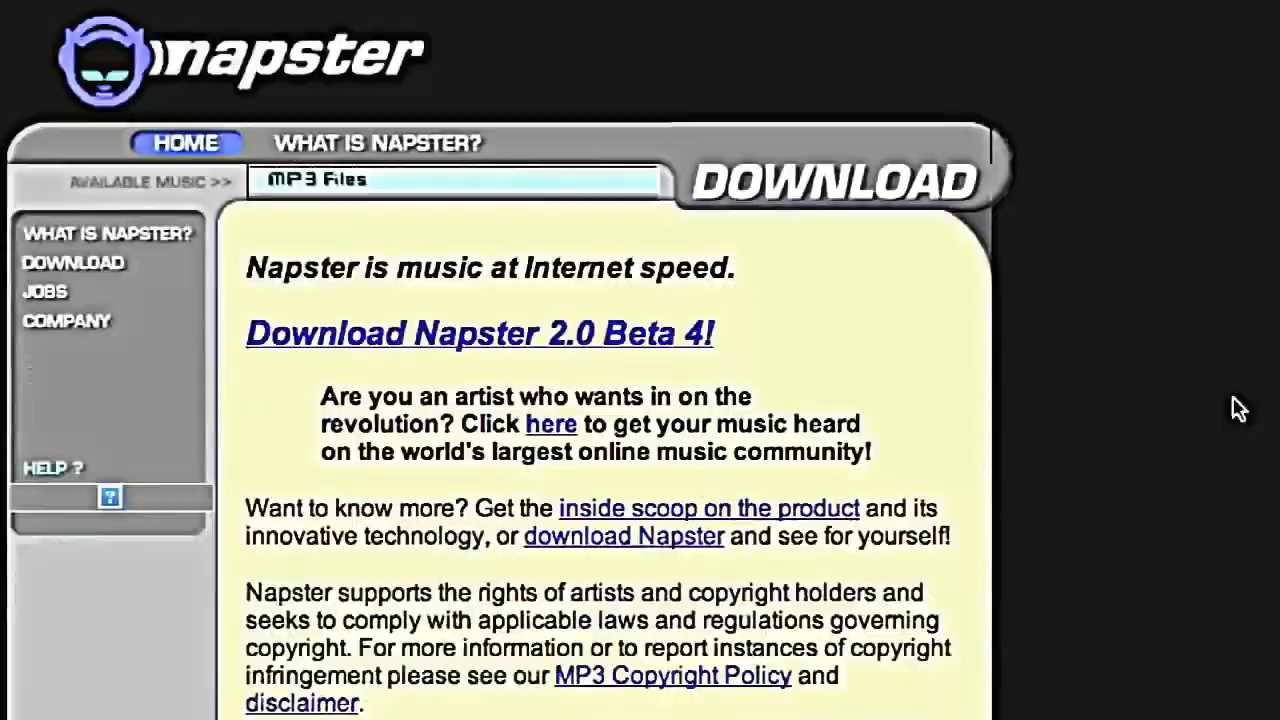 napster
HOME WHAT IS NAPSTER?
AVAILABLE MUSIC >> MP3 Files
DOWNLOAD
WHAT IS NAPSTER?
DOWNLOAD
JOBS
COMPANY
HELP ?
?
Napster is music at Internet speed.
Download Napster 2.0 Beta 4!
Are you an artist who wants in on the
revolution? Click here to get your music heard
on the world's largest online music community!
Want to know more? Get the inside scoop on the product and its
innovative technology, or download Napster and see for yourself!
Napster supports the rights of artists and copyright holders and
seeks to comply with applicable laws and regulations governing
copyright. For more information or to report instances of copyright
infringement please see our MP3 Copyright Policy and
disclaimer.